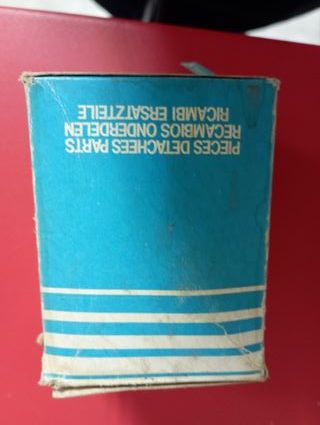 PIECES DETACHEES PARTS
RECAMBIOS ONDERDELEN
RICAMBI ERSATZTEILE